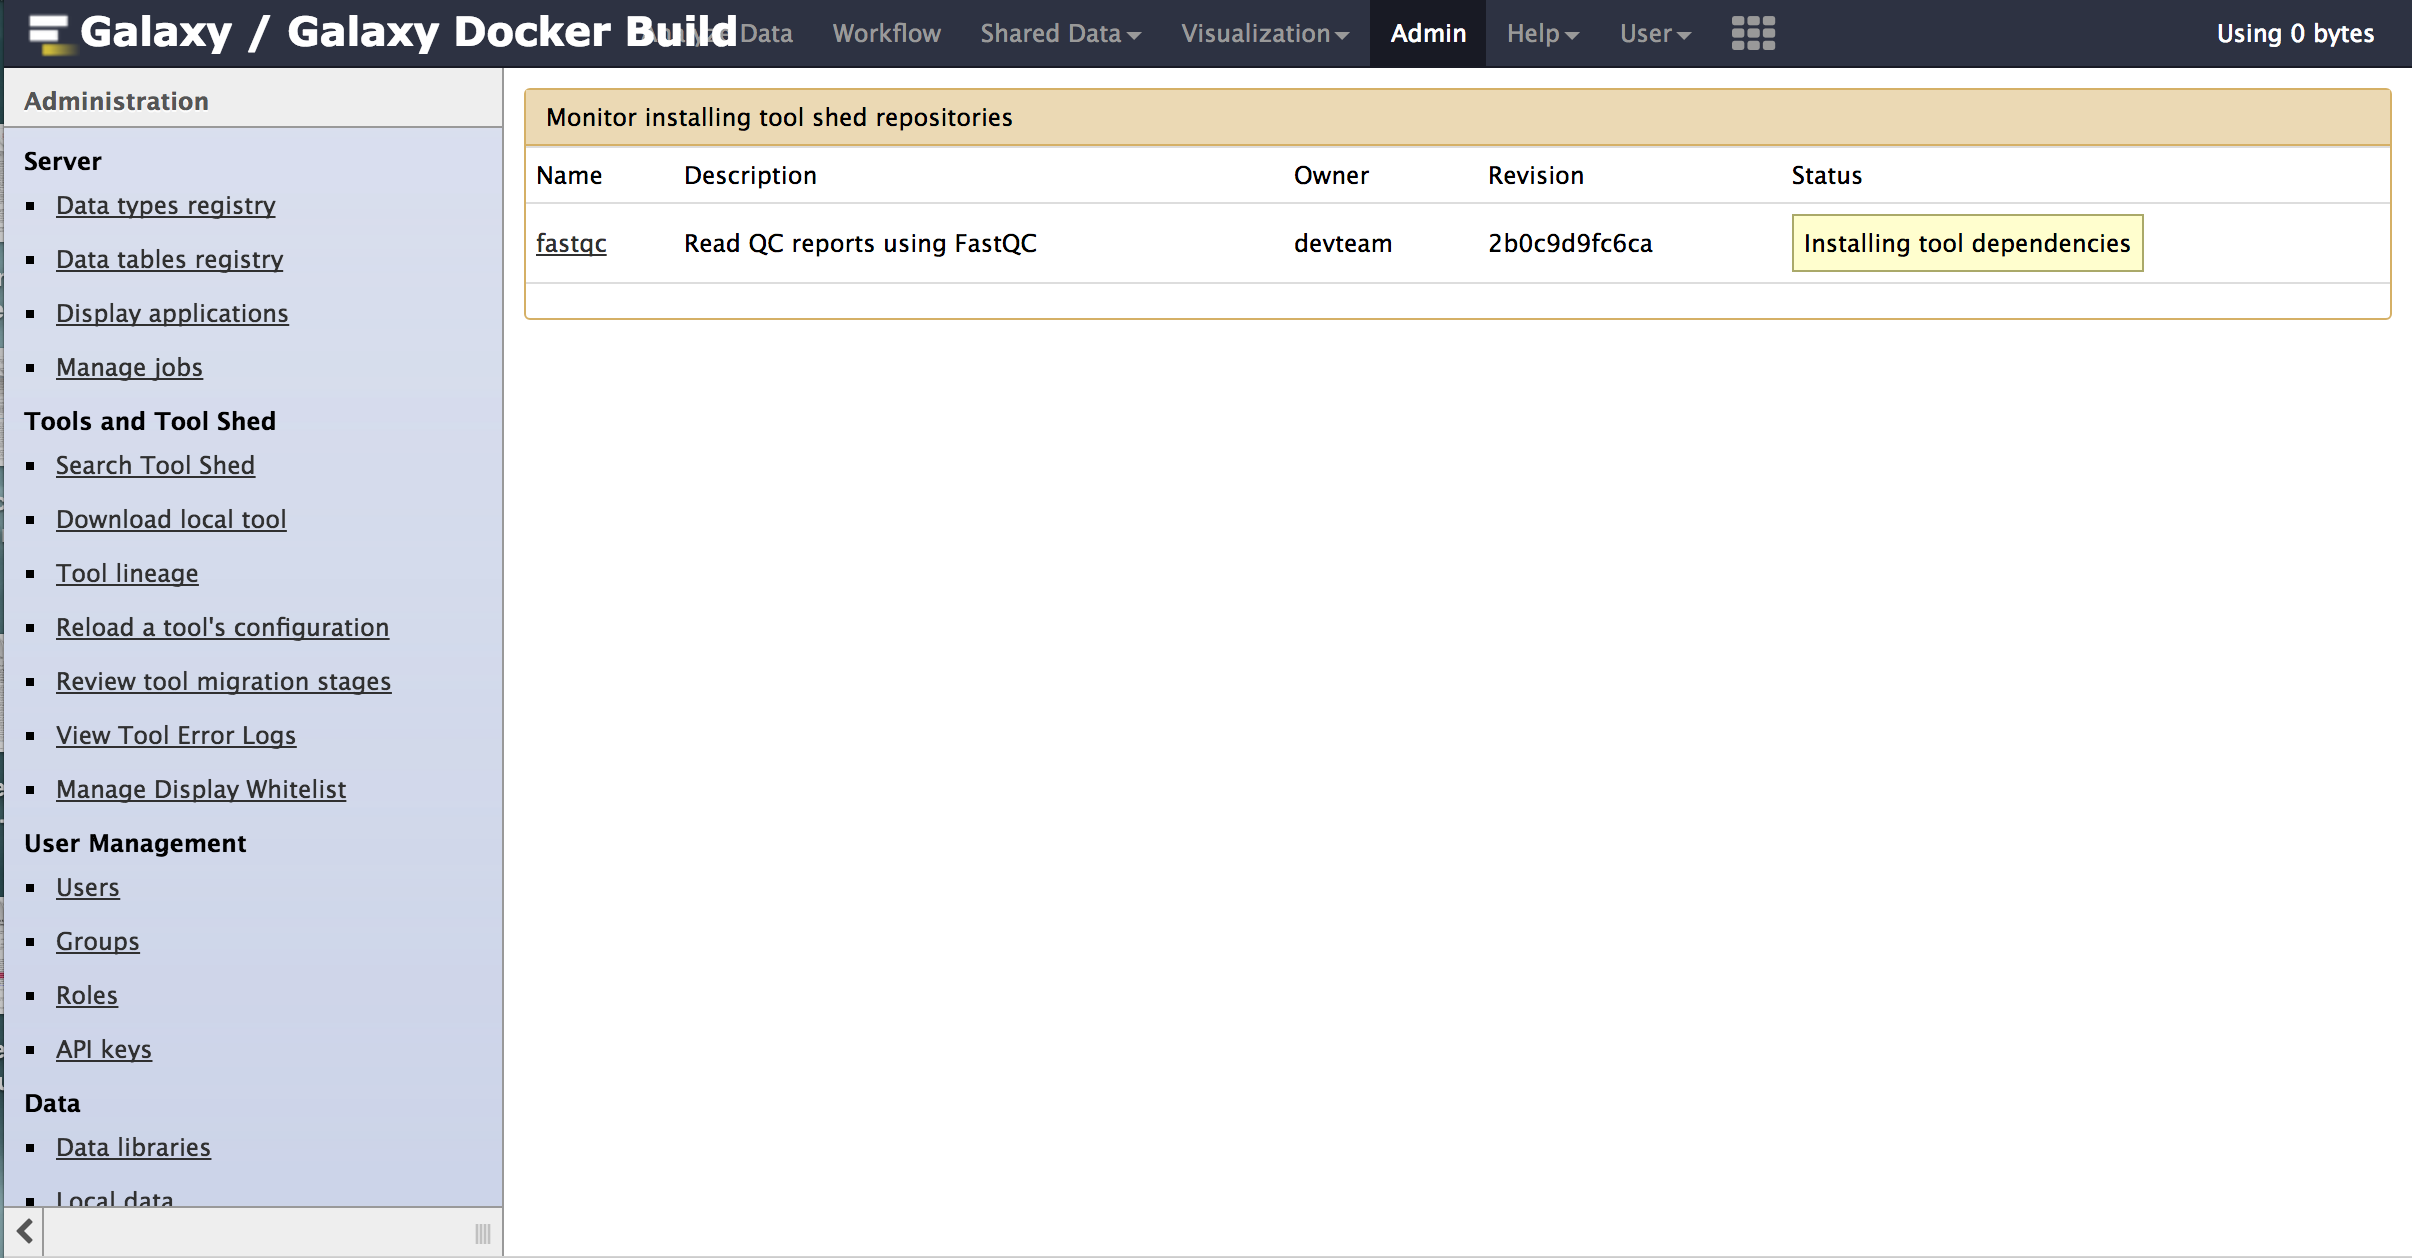 Galaxy / Galaxy Docker Build
Data
Workflow
Shared Data
Visualization
Admin
Help
User
Using 0 bytes
Administration
Server
Data types registry
Data tables registry
Display applications
Manage jobs
Tools and Tool Shed
Search Tool Shed
Download local tool
Tool lineage
Reload a tool's configuration
Review tool migration stages
View Tool Error Logs
Manage Display Whitelist
User Management
Users
Groups
Roles
API keys
Data
Data libraries
Local data
Monitor installing tool shed repositories
Name Description Owner Revision Status
fastqc Read QC reports using FastQC devteam 2b0c9d9fc6ca Installing tool dependencies